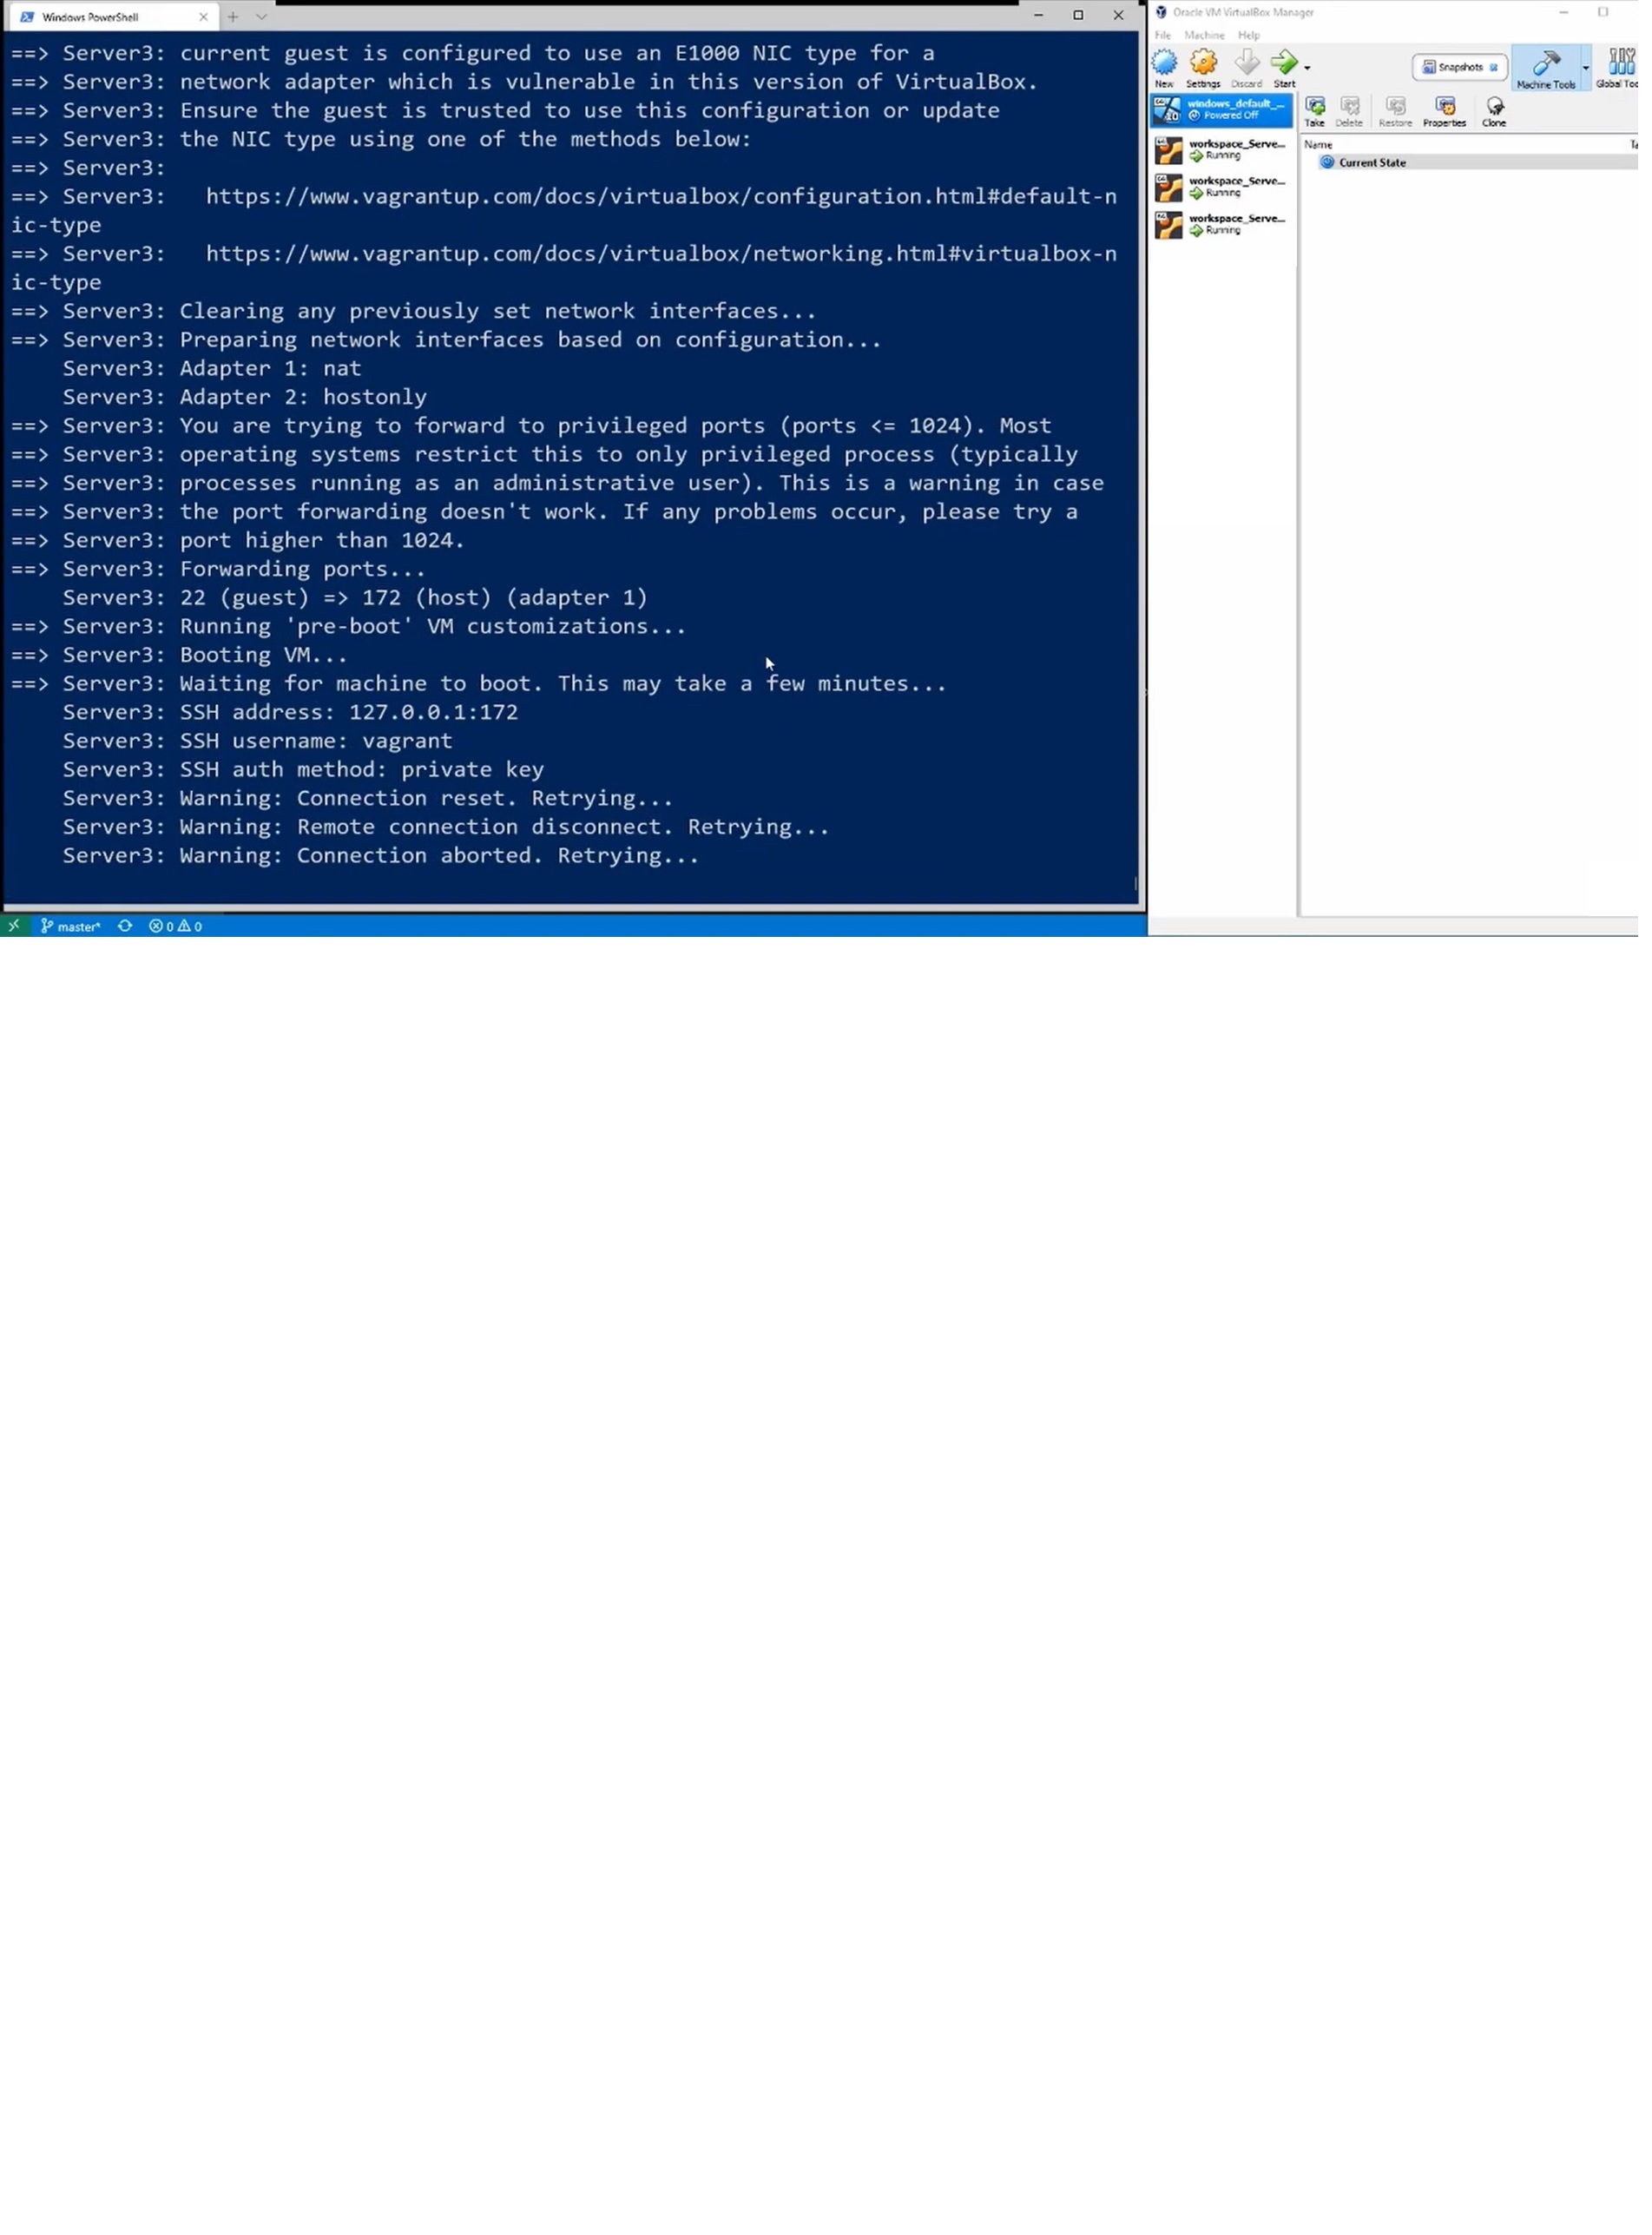 Windows PowerShell
==> Server3: current guest is configured to use an E1000 NIC type for a
==> Server3: network adapter which is vulnerable in this version of VirtualBox.
==> Server3: Ensure the guest is trusted to use this configuration or update
==> Server3: the NIC type using one of the methods below:
==> Server3:
==> Server3:   https://www.vagrantup.com/docs/virtualbox/configuration.html#default-n
ic-type
==> Server3:   https://www.vagrantup.com/docs/virtualbox/networking.html#virtualbox-n
ic-type
==> Server3: Clearing any previously set network interfaces...
==> Server3: Preparing network interfaces based on configuration...
    Server3: Adapter 1: nat
    Server3: Adapter 2: hostonly
==> Server3: You are trying to forward to privileged ports (ports <= 1024). Most
==> Server3: operating systems restrict this to only privileged process (typically
==> Server3: processes running as an administrative user). This is a warning in case
==> Server3: the port forwarding doesn't work. If any problems occur, please try a
==> Server3: port higher than 1024.
==> Server3: Forwarding ports...
    Server3: 22 (guest) => 172 (host) (adapter 1)
==> Server3: Running 'pre-boot' VM customizations...
==> Server3: Booting VM...
==> Server3: Waiting for machine to boot. This may take a few minutes...
    Server3: SSH address: 127.0.0.1:172
    Server3: SSH username: vagrant
    Server3: SSH auth method: private key
    Server3: Warning: Connection reset. Retrying...
    Server3: Warning: Remote connection disconnect. Retrying...
    Server3: Warning: Connection aborted. Retrying...
master* 0 0
Oracle VM VirtualBox Manager
File Machine Help
New Settings Discard Start
Snapshots Machine Tools Global Too
windows_default_...
Powered Off
workspace_Serve...
Running
workspace_Serve...
Running
workspace_Serve...
Running
Take Delete Restore Properties Clone
Name Ta
Current State